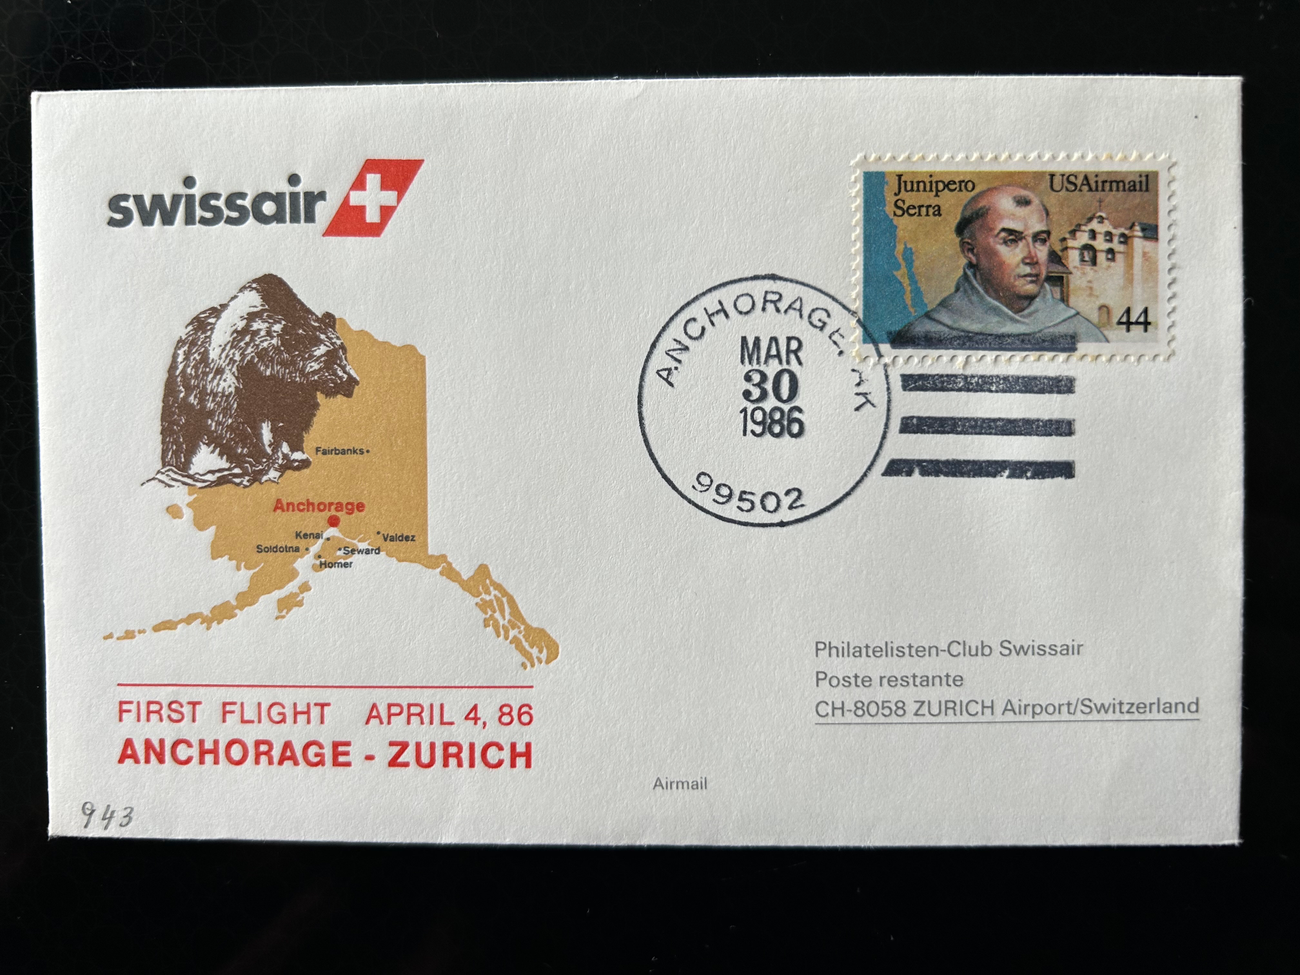 swissair
Junipero
Serra
USAirmail
44
ANCHORAGE, AK
MAR
30
1986
99502
Fairbanks
Anchorage
Kenai
Valdez
Soldotna
Seward
Homer
Philatelisten-Club Swissair
Poste restante
CH-8058 ZURICH Airport/Switzerland
FIRST FLIGHT APRIL 4, 86
ANCHORAGE - ZURICH
Airmail
943